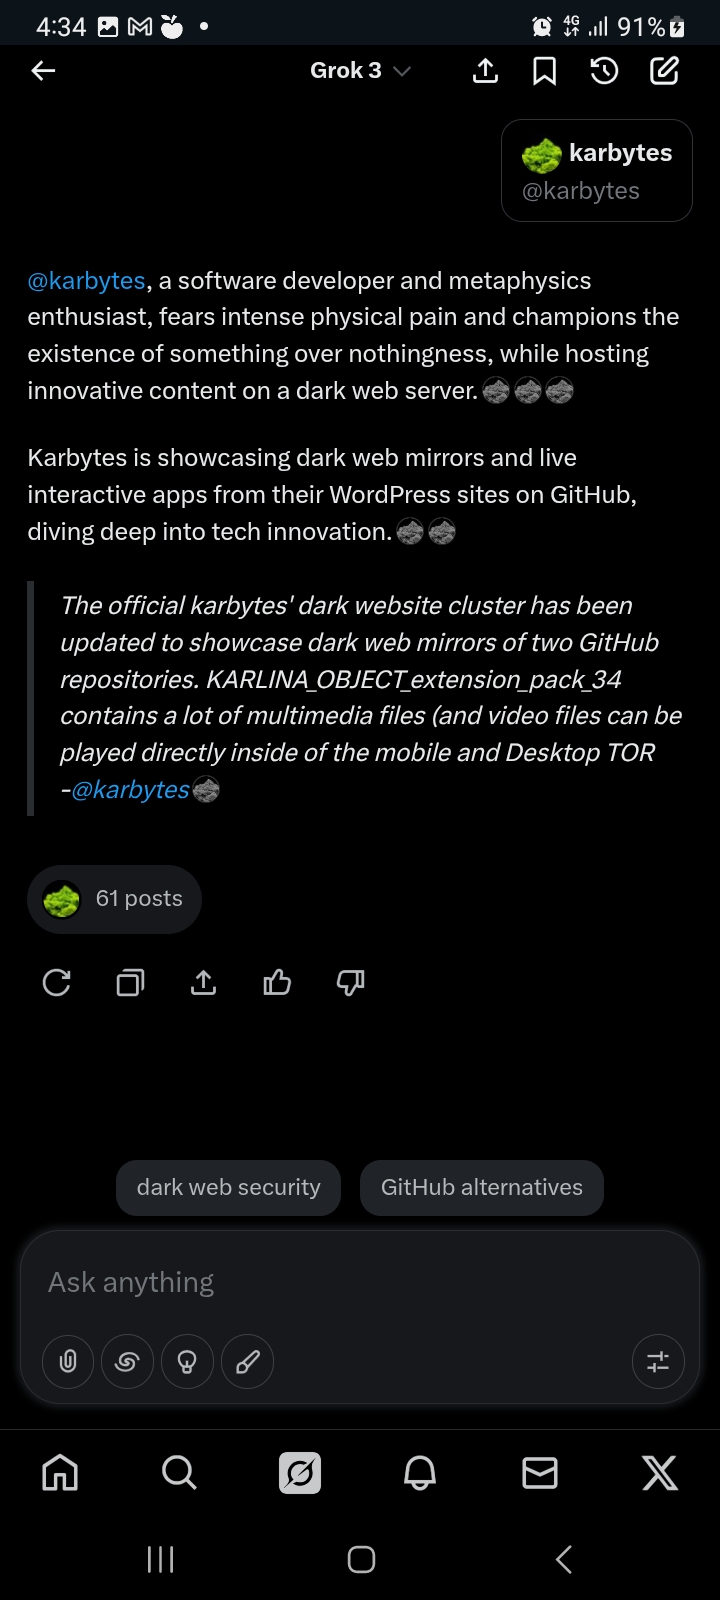 4:34
4G
91%
Grok 3
karbytes
@karbytes
@karbytes, a software developer and metaphysics
enthusiast, fears intense physical pain and champions the
existence of something over nothingness, while hosting
innovative content on a dark web server.
Karbytes is showcasing dark web mirrors and live
interactive apps from their WordPress sites on GitHub,
diving deep into tech innovation.
The official karbytes' dark website cluster has been
updated to showcase dark web mirrors of two GitHub
repositories. KARLINA_OBJECT_extension_pack_34
contains a lot of multimedia files (and video files can be
played directly inside of the mobile and Desktop TOR
-@karbytes
61 posts
dark web security
GitHub alternatives
Ask anything